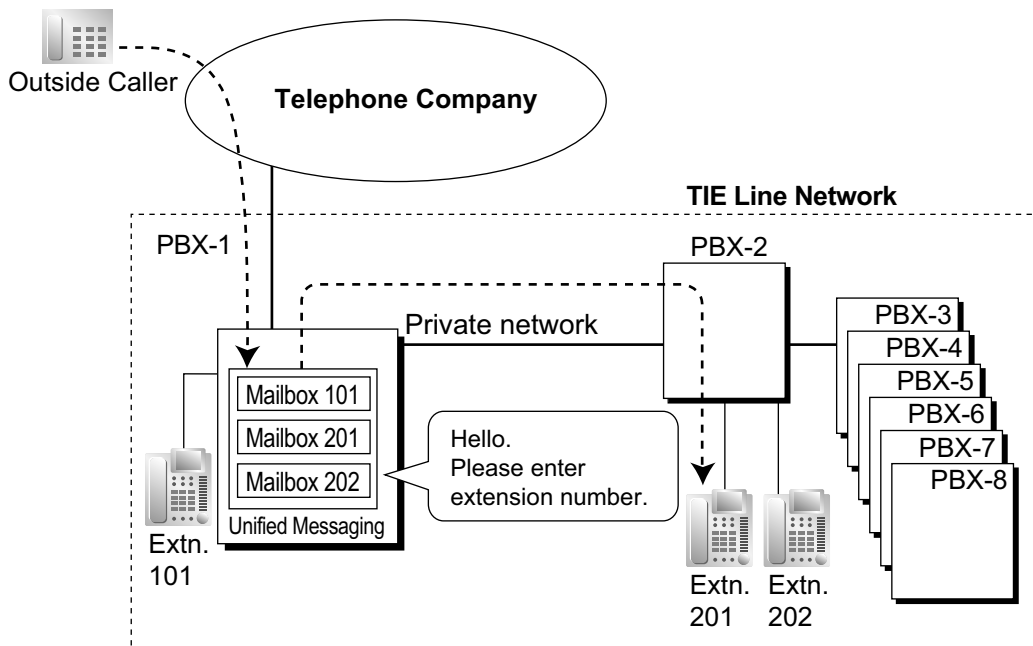 Outside Caller
Telephone Company
TIE Line Network
PBX-1
PBX-2
Private network
PBX-3
PBX-4
PBX-5
PBX-6
PBX-7
PBX-8
Mailbox 101
Mailbox 201
Mailbox 202
Unified Messaging
Hello.
Please enter
extension number.
Extn.
101
Extn.
201
Extn.
202